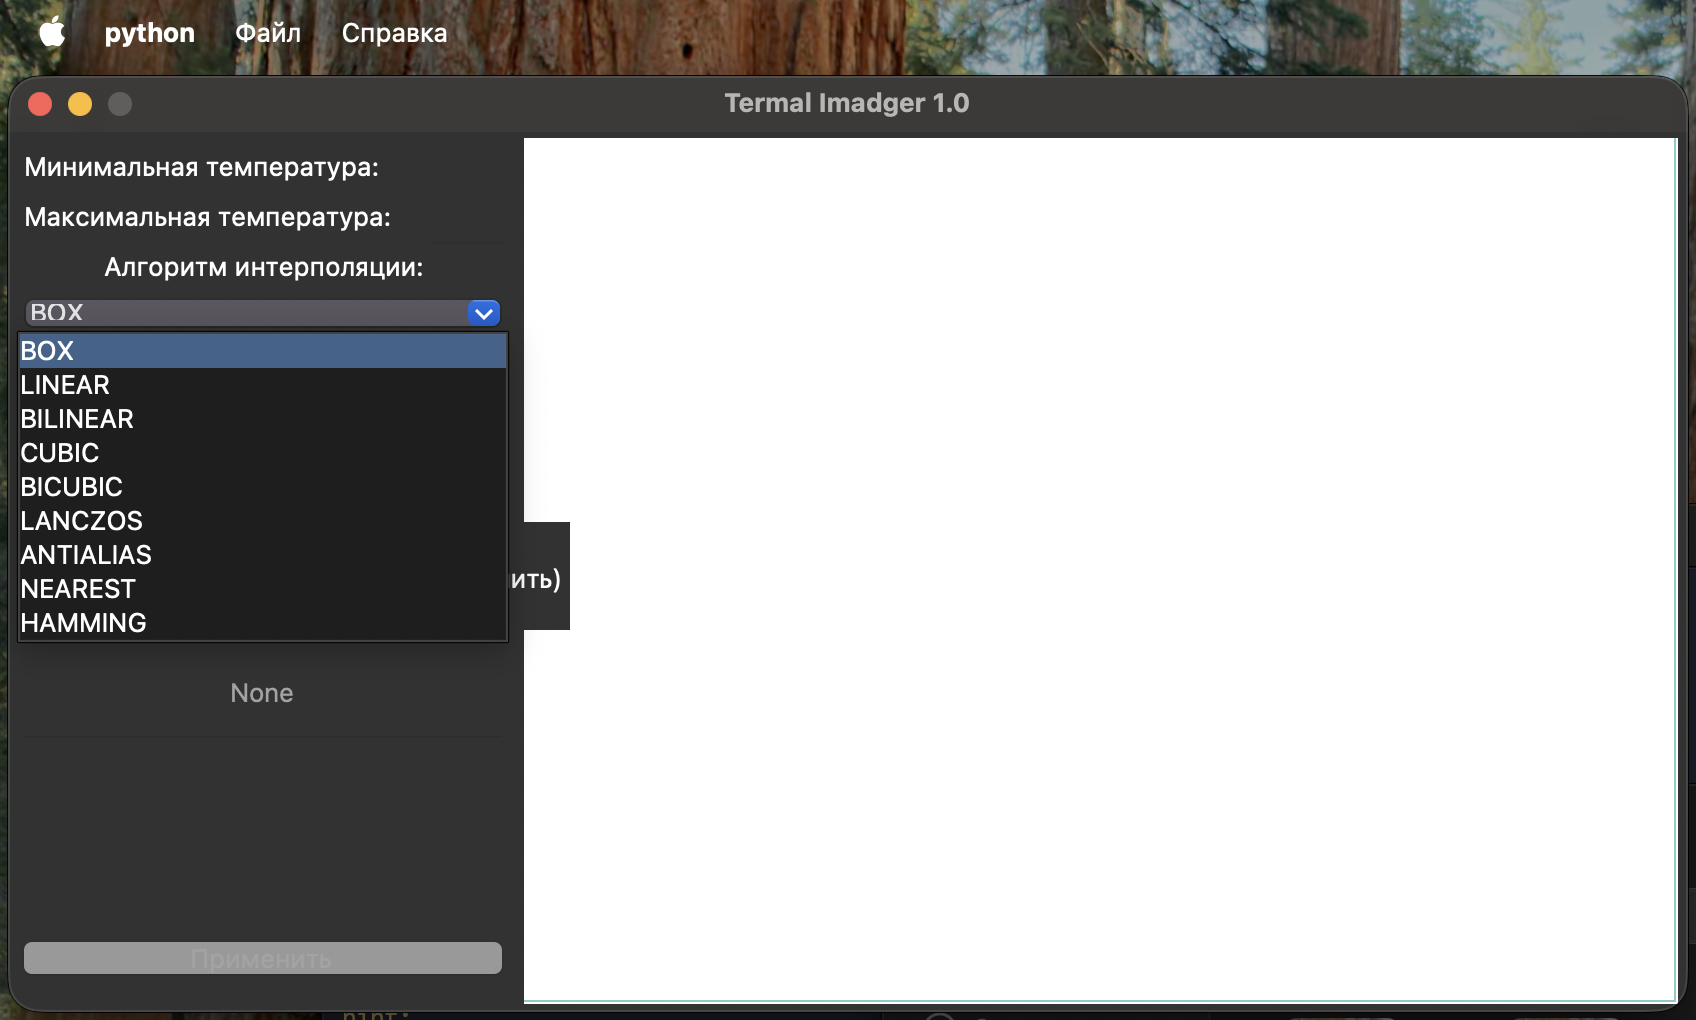 python Файл Справка
Termal Imadger 1.0
Минимальная температура:
Максимальная температура:
Алгоритм интерполяции:
BOX
BOX
LINEAR
BILINEAR
CUBIC
BICUBIC
LANCZOS
ANTIALIAS
NEAREST
HAMMING
ить)
None
Применить